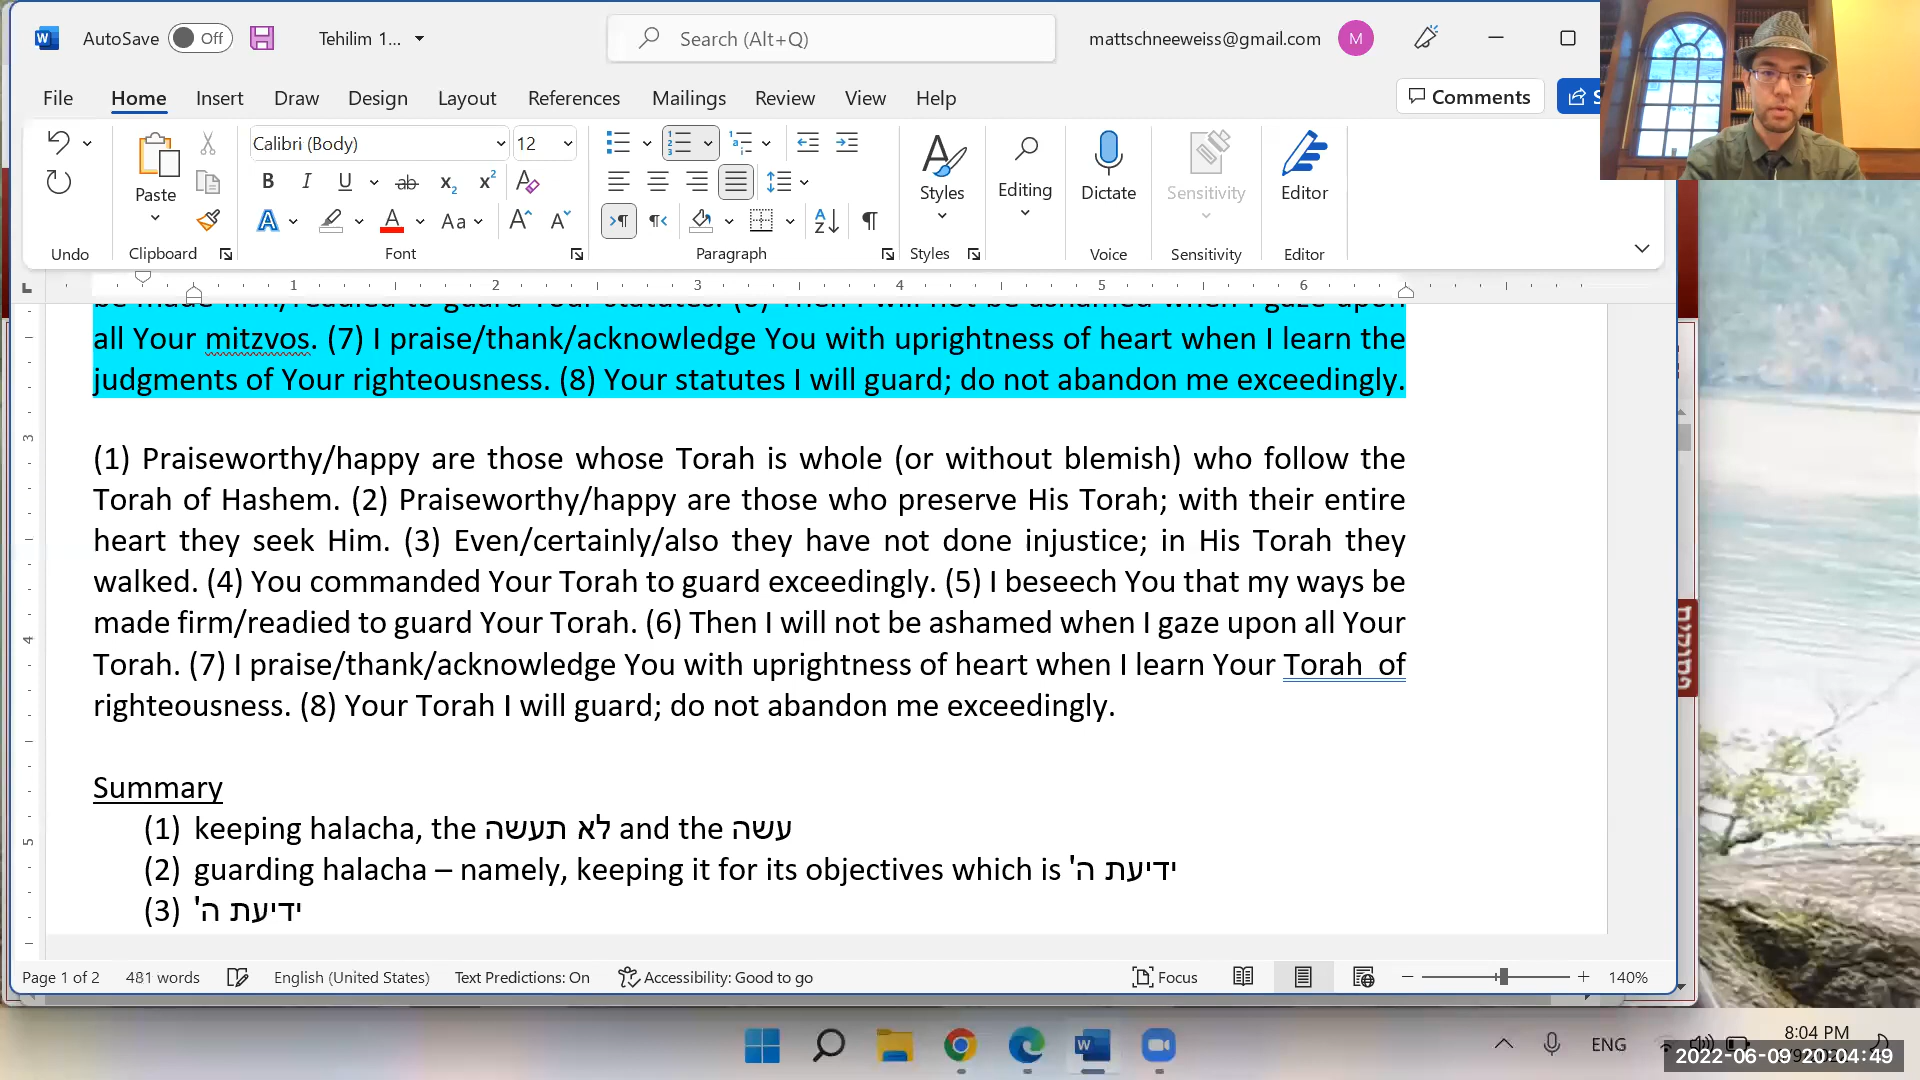 AutoSave Off Tehilim 1... Search (Alt+Q) mattschneeweiss@gmail.com M
File Home Insert Draw Design Layout References Mailings Review View Help Comments
Calibri (Body) 12
Paste Styles Editing Dictate Sensitivity Editor
Undo Clipboard Font Paragraph Styles Voice Sensitivity Editor
1 2 3 4 5 6
all Your mitzvos. (7) I praise/thank/acknowledge You with uprightness of heart when I learn the
judgments of Your righteousness. (8) Your statutes I will guard; do not abandon me exceedingly.
(1) Praiseworthy/happy are those whose Torah is whole (or without blemish) who follow the
Torah of Hashem. (2) Praiseworthy/happy are those who preserve His Torah; with their entire
heart they seek Him. (3) Even/certainly/also they have not done injustice; in His Torah they
walked. (4) You commanded Your Torah to guard exceedingly. (5) I beseech You that my ways be
made firm/readied to guard Your Torah. (6) Then I will not be ashamed when I gaze upon all Your
Torah. (7) I praise/thank/acknowledge You with uprightness of heart when I learn Your Torah of
righteousness. (8) Your Torah I will guard; do not abandon me exceedingly.
Summary
(1) keeping halacha, the לא תעשה and the עשה
(2) guarding halacha – namely, keeping it for its objectives which is ידיעת ה'
(3) ידיעת ה'
Page 1 of 2 481 words English (United States) Text Predictions: On Accessibility: Good to go Focus 140%
ENG 8:04 PM
2022-06-09 20:04:49